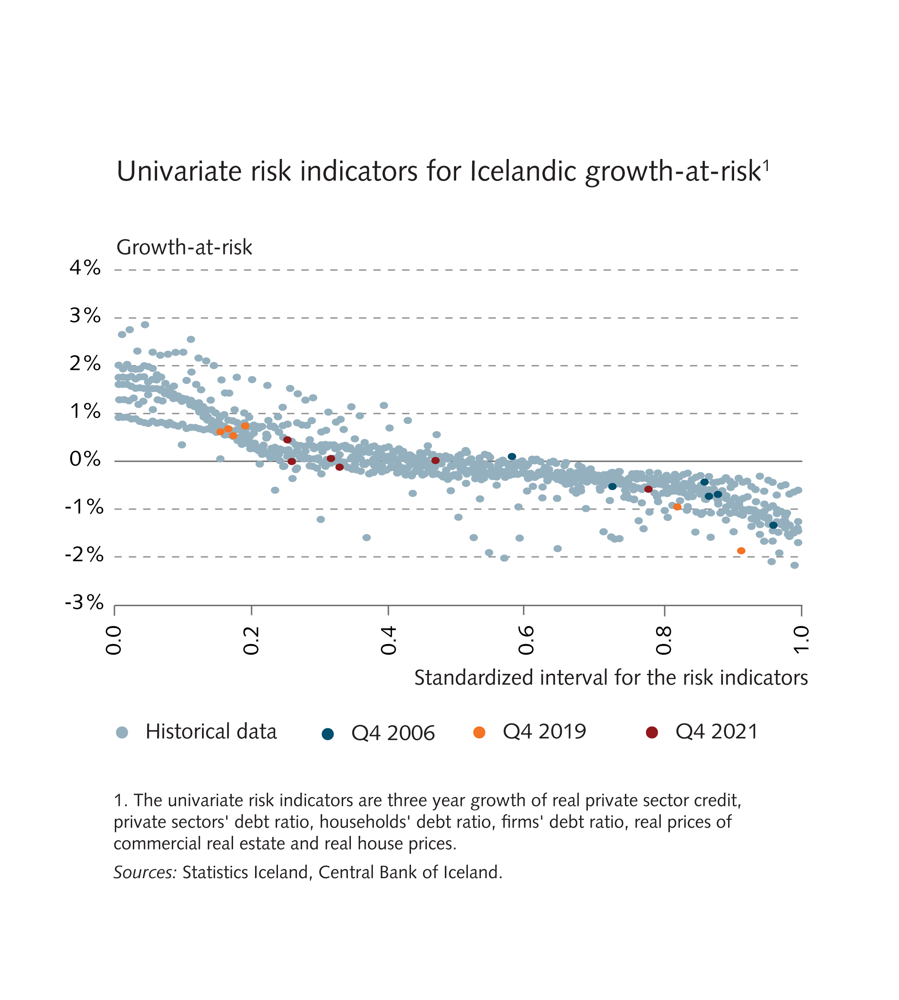 Univariate risk indicators for Icelandic growth-at-risk¹
Growth-at-risk
4%
3%
2%
1%
0%
-1%
-2%
-3%
0.0
0.2
0.4
0.6
0.8
1.0
Standardized interval for the risk indicators
Historical data
Q4 2006
Q4 2019
Q4 2021
1. The univariate risk indicators are three year growth of real private sector credit,
private sectors' debt ratio, households' debt ratio, firms' debt ratio, real prices of
commercial real estate and real house prices.
Sources: Statistics Iceland, Central Bank of Iceland.